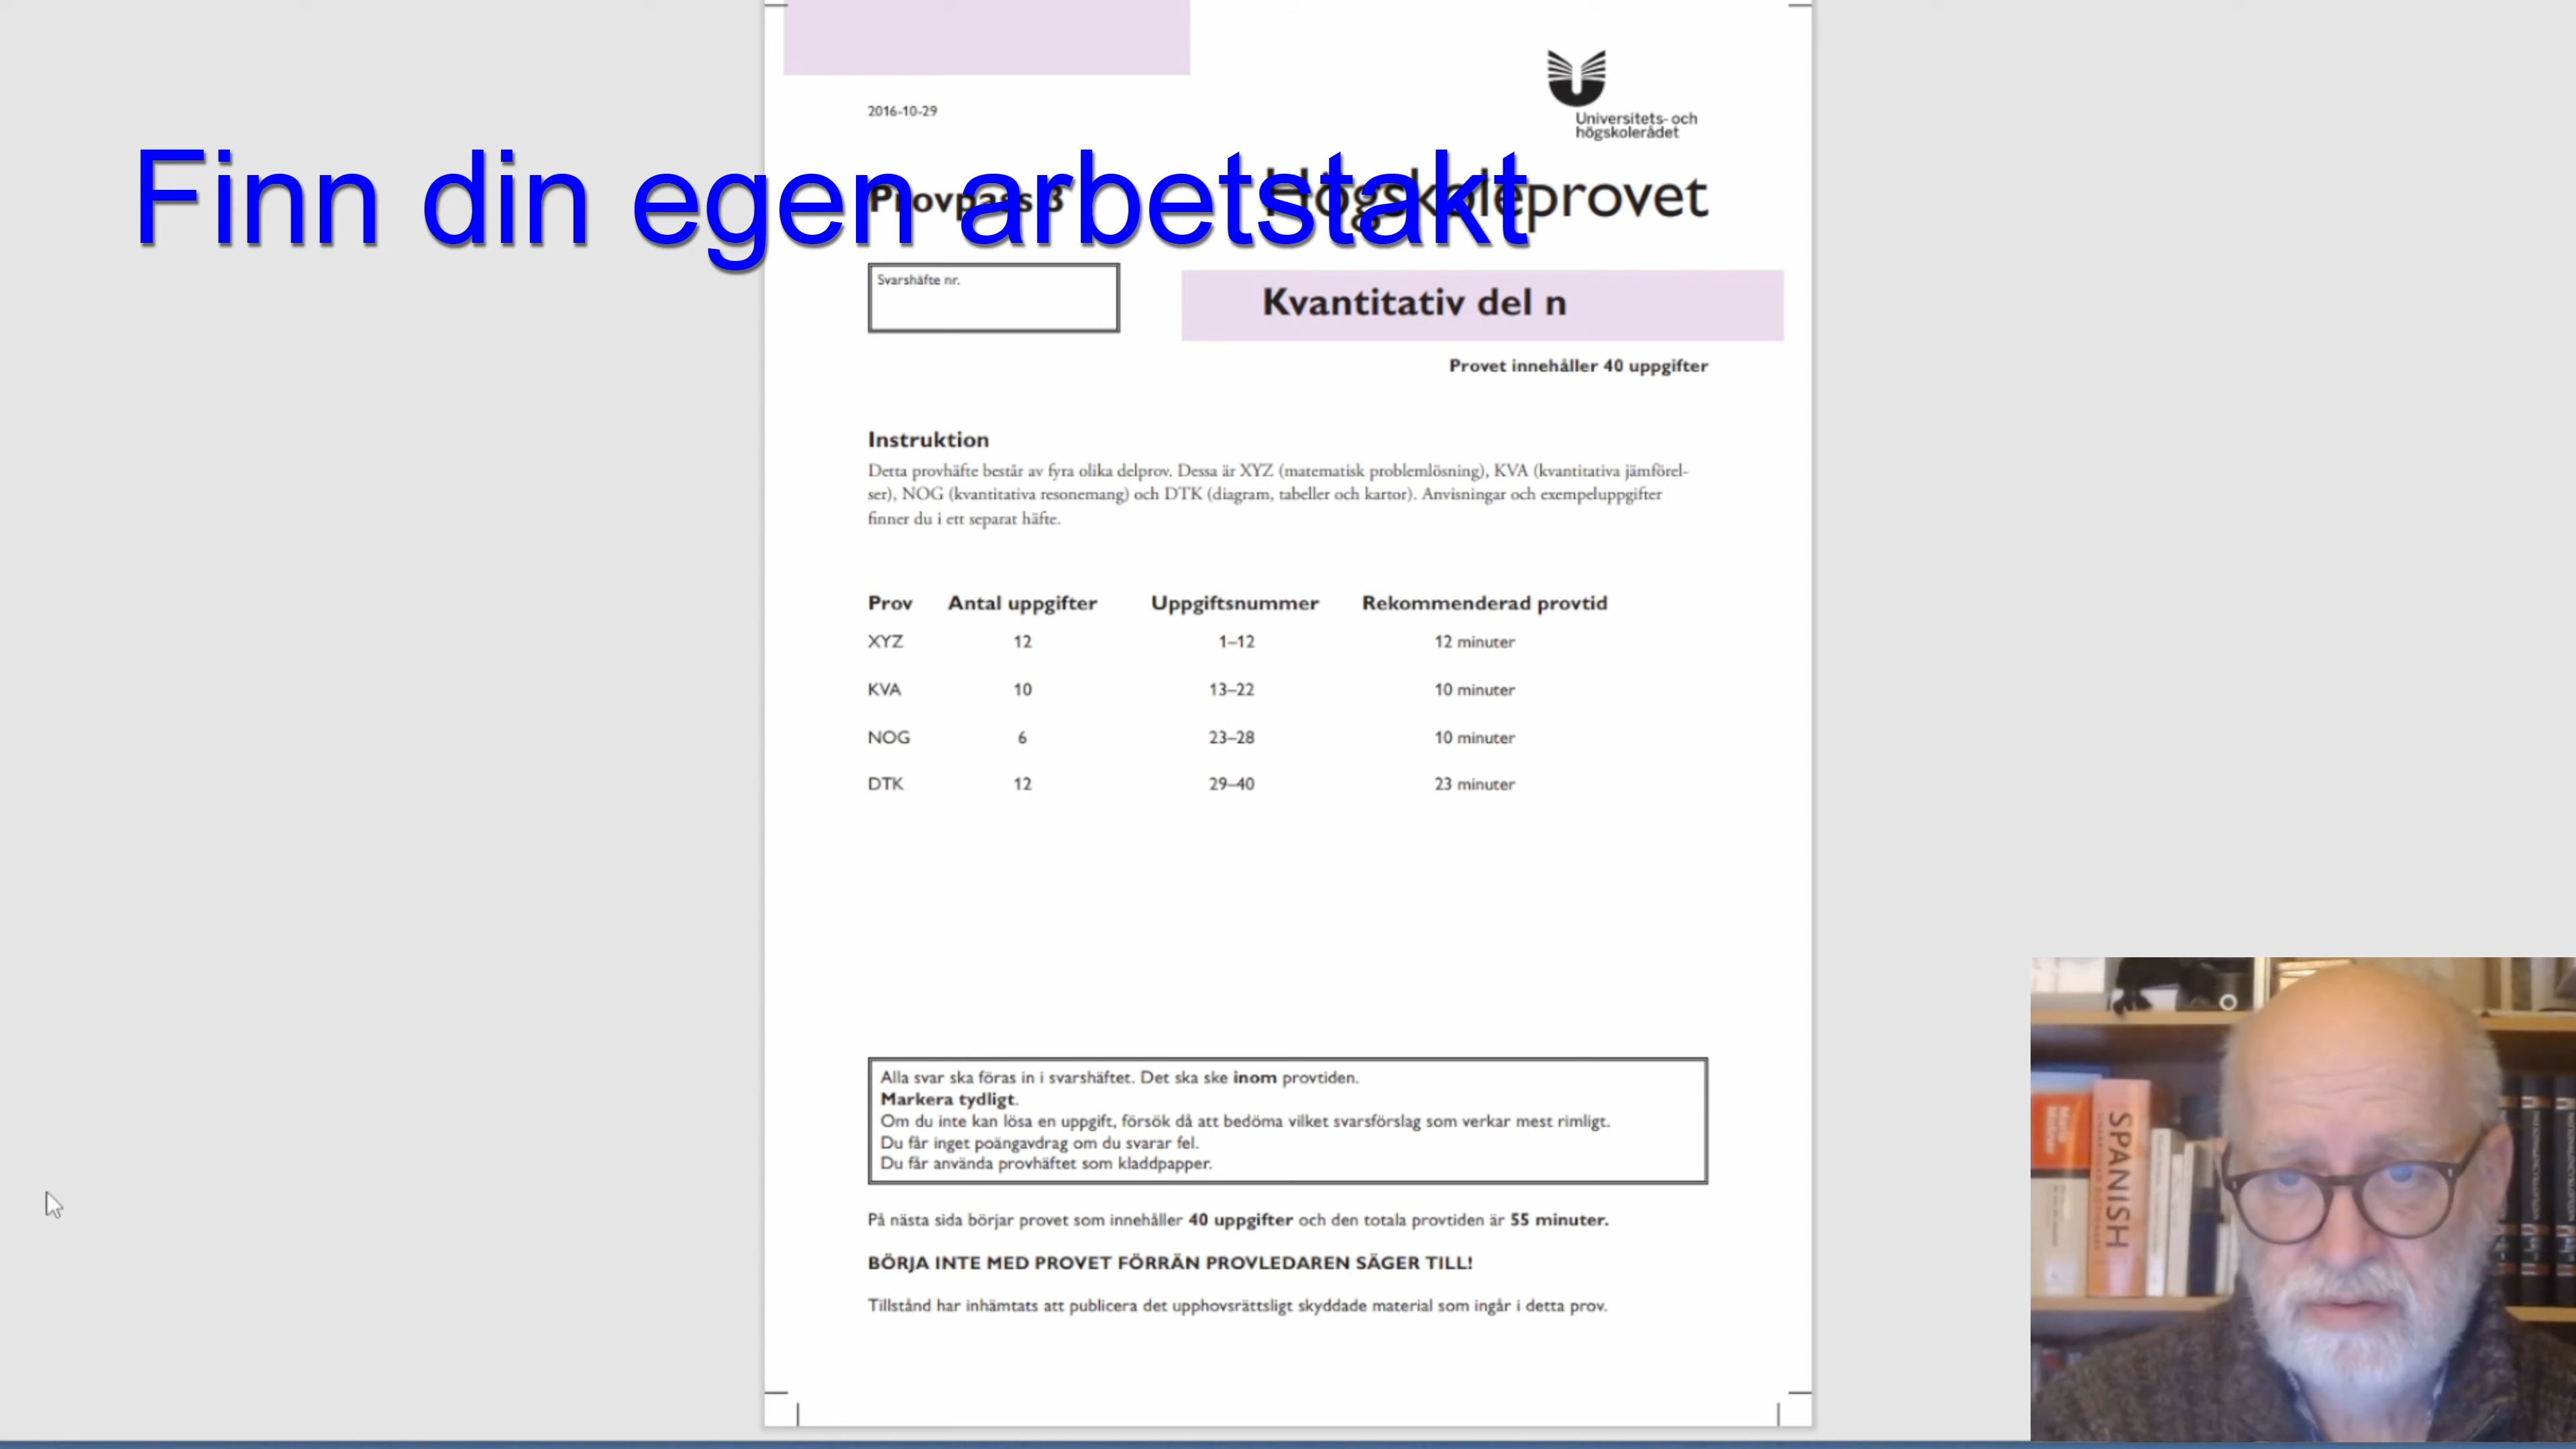 2016-10-29
Universitets- och
högskolerådet
Finn din egen arbetstakt
Provpass 3
Högskoleprovet
Svarshäfte nr.
Kvantitativ del n
Provet innehåller 40 uppgifter
Instruktion
Detta provhäfte består av fyra olika delprov. Dessa är XYZ (matematisk problemlösning), KVA (kvantitativa jämförel-
ser), NOG (kvantitativa resonemang) och DTK (diagram, tabeller och kartor). Anvisningar och exempeluppgifter
finner du i ett separat häfte.
Prov Antal uppgifter Uppgiftsnummer Rekommenderad provtid
XYZ 12 1–12 12 minuter
KVA 10 13–22 10 minuter
NOG 6 23–28 10 minuter
DTK 12 29–40 23 minuter
Alla svar ska föras in i svarshäftet. Det ska ske inom provtiden.
Markera tydligt.
Om du inte kan lösa en uppgift, försök då att bedöma vilket svarsförslag som verkar mest rimligt.
Du får inget poängavdrag om du svarar fel.
Du får använda provhäftet som kladdpapper.
På nästa sida börjar provet som innehåller 40 uppgifter och den totala provtiden är 55 minuter.
BÖRJA INTE MED PROVET FÖRRÄN PROVLEDAREN SÄGER TILL!
Tillstånd har inhämtats att publicera det upphovsrättsligt skyddade material som ingår i detta prov.
SPANISH